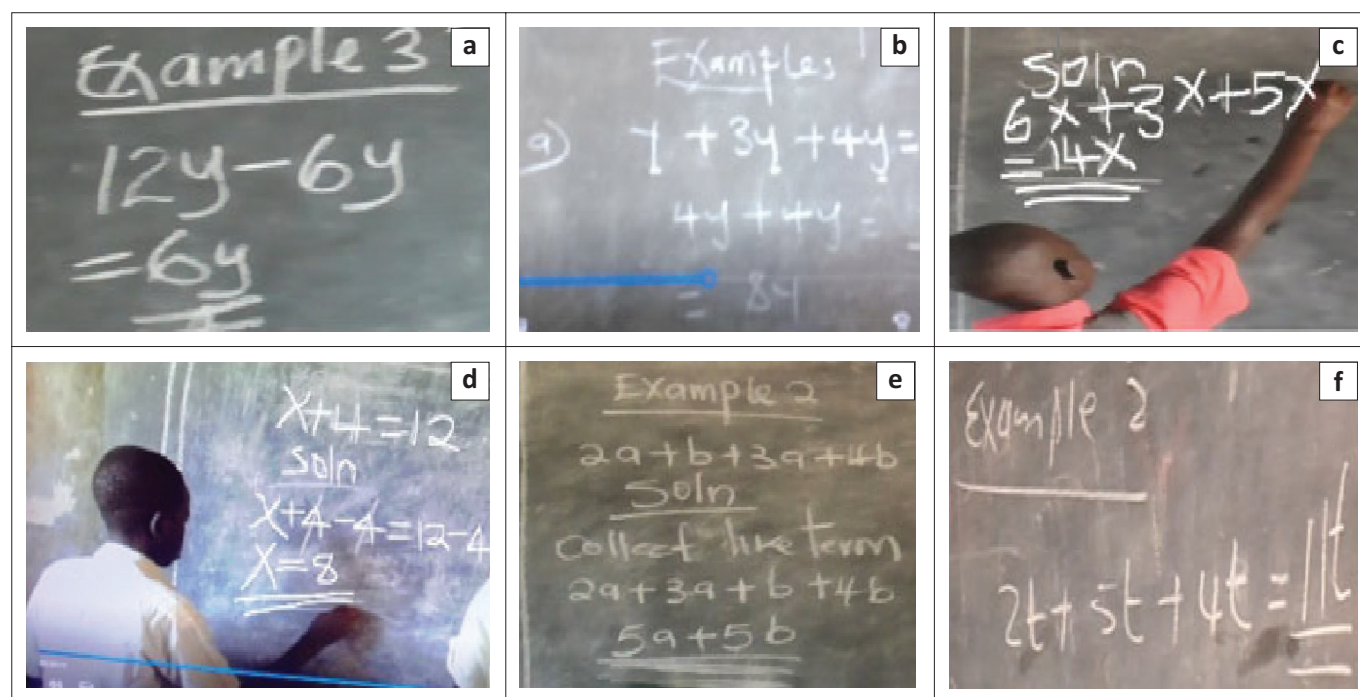 a
Example 3
12y-6y
=6y
b
Examples
a)
y + 3y + 4y =
4y + 4y =
= 8y
c
Soln
6x+3x+5x
=14x
d
x+4=12
Soln
x+4-4=12-4
x=8
e
Example 2
2a+b+3a+4b
Soln
Collect like term
2a+3a+b+4b
5a+5b
f
Example 2
2t+5t+4t=11t